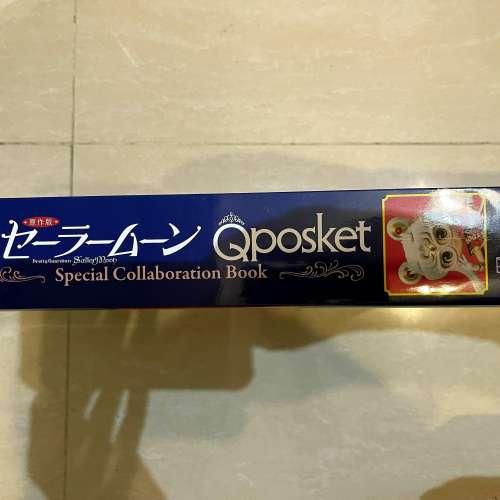 原作版
セーラームーン
Pretty Guardian Sailor Moon
Qposket
Special Collaboration Book